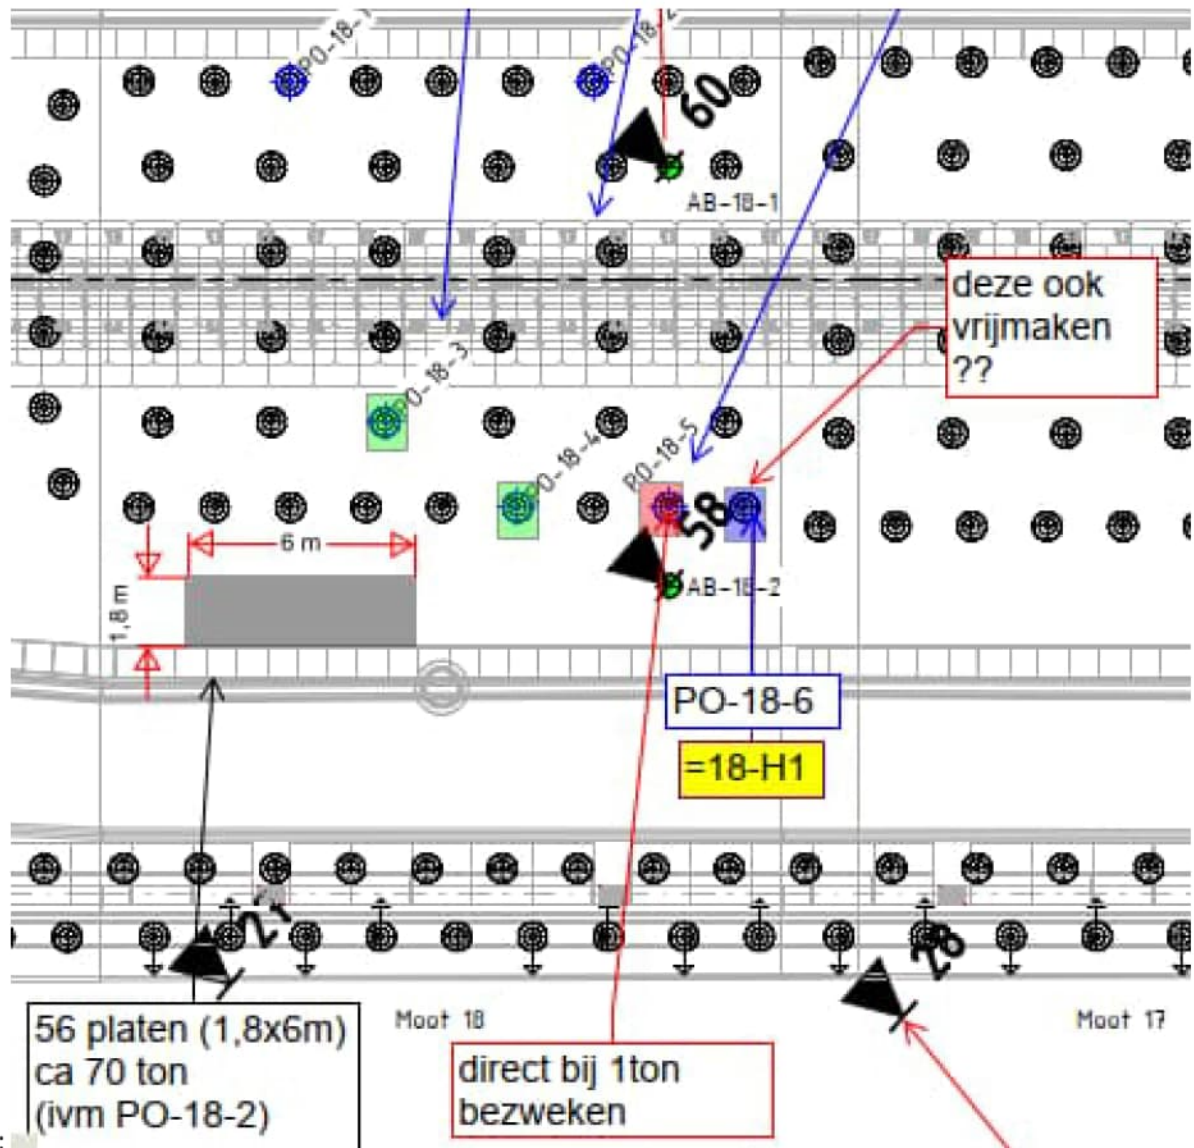 PO-18-1
PO-18-2
60
AB-18-1
deze ook
vrijmaken
??
PO-18-3
PO-18-4
PO-18-5
58
6 m
1,8 m
AB-18-2
PO-18-6
=18-H1
21
28
56 platen (1,8x6m)
ca 70 ton
(ivm PO-18-2)
Moot 18
Moot 17
direct bij 1ton
bezweken